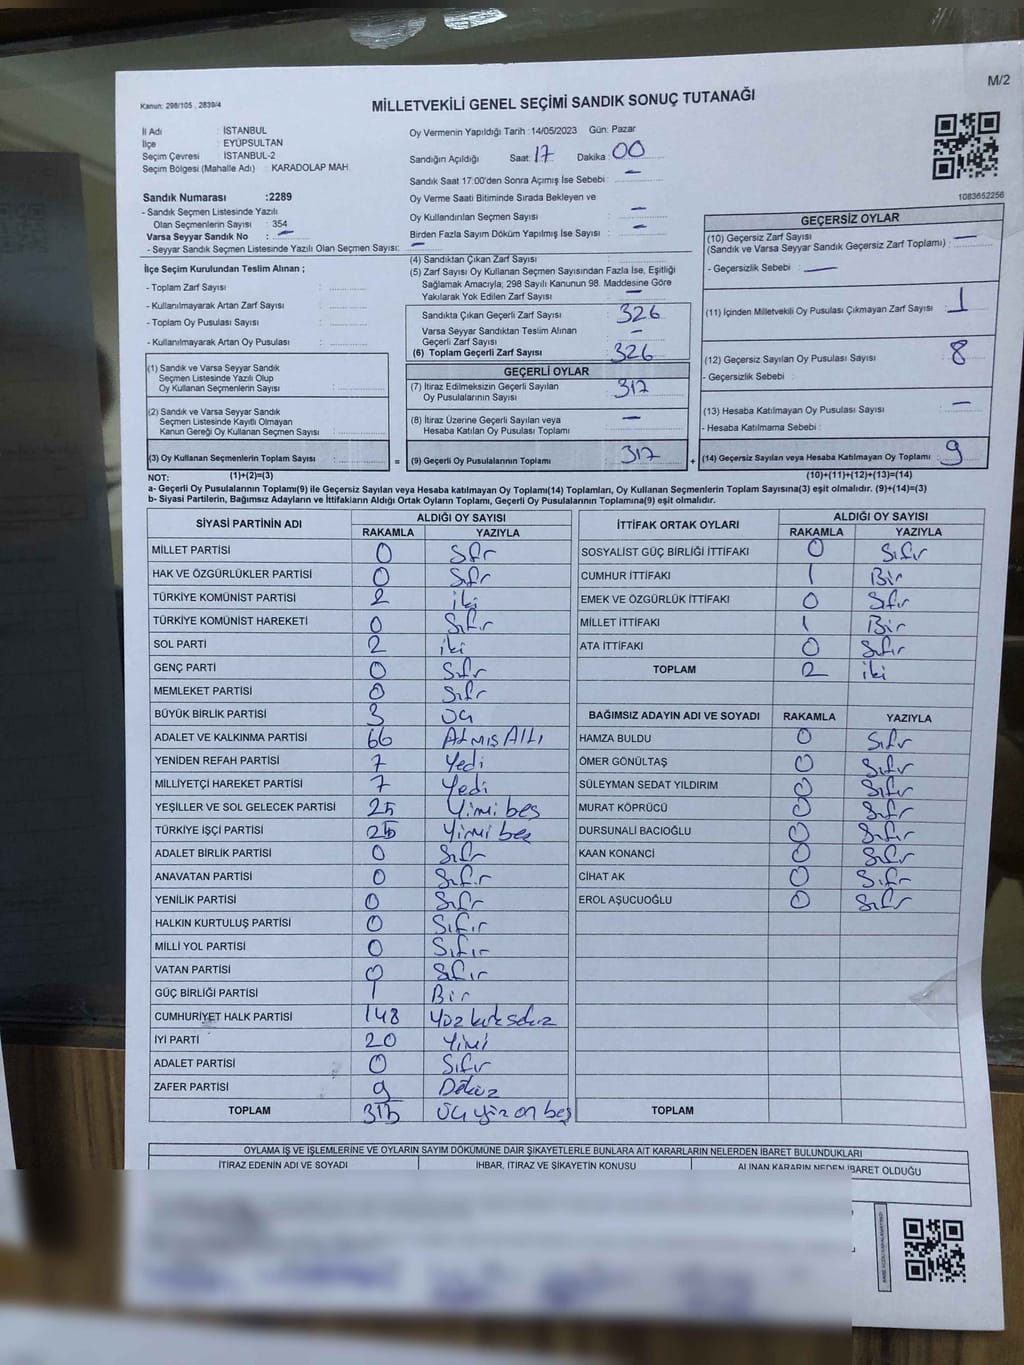 M/2
Kanun: 298/105 , 2839/4
MİLLETVEKİLİ GENEL SEÇİMİ SANDIK SONUÇ TUTANAĞI
İl Adı : İSTANBUL
İlçe : EYÜPSULTAN
Seçim Çevresi : İSTANBUL-2
Seçim Bölgesi (Mahalle Adı) : KARADOLAP MAH.
Sandık Numarası :2289
- Sandık Seçmen Listesinde Yazılı
Olan Seçmenlerin Sayısı : 354
Varsa Seyyar Sandık No : -
- Seyyar Sandık Seçmen Listesinde Yazılı Olan Seçmen Sayısı: -
Oy Vermenin Yapıldığı Tarih :14/05/2023 Gün: Pazar
Sandığın Açıldığı Saat: 17 Dakika: 00
Sandık Saat 17:00'den Sonra Açımış İse Sebebi : -
Oy Verme Saati Bitiminde Sırada Bekleyen ve
Oy Kullandırılan Seçmen Sayısı : -
Birden Fazla Sayım Döküm Yapılmış İse Sayısı : -
1083652256
İlçe Seçim Kurulundan Teslim Alınan ;
- Toplam Zarf Sayısı :
- Kullanılmayarak Artan Zarf Sayısı :
- Toplam Oy Pusulası Sayısı :
- Kullanılmayarak Artan Oy Pusulası :
(1) Sandık ve Varsa Seyyar Sandık
Seçmen Listesinde Yazılı Olup
Oy Kullanan Seçmenlerin Sayısı :
(2) Sandık ve Varsa Seyyar Sandık
Seçmen Listesinde Kayıtlı Olmayan
Kanun Gereği Oy Kullanan Seçmen Sayısı :
(3) Oy Kullanan Seçmenlerin Toplam Sayısı :
(4) Sandıktan Çıkan Zarf Sayısı :
(5) Zarf Sayısı Oy Kullanan Seçmen Sayısından Fazla İse, Eşitliği
Sağlamak Amacıyla; 298 Sayılı Kanunun 98. Maddesine Göre
Yakılarak Yok Edilen Zarf Sayısı : -
Sandıkta Çıkan Geçerli Zarf Sayısı : 326
Varsa Seyyar Sandıktan Teslim Alınan
Geçerli Zarf Sayısı : -
(6) Toplam Geçerli Zarf Sayısı : 326
GEÇERLİ OYLAR
(7) İtiraz Edilmeksizin Geçerli Sayılan
Oy Pusulalarının Sayısı : 317
(8) İtiraz Üzerine Geçerli Sayılan veya
Hesaba Katılan Oy Pusulası Toplamı : -
= (9) Geçerli Oy Pusulalarının Toplamı : 317
GEÇERSİZ OYLAR
(10) Geçersiz Zarf Sayısı : -
(Sandık ve Varsa Seyyar Sandık Geçersiz Zarf Toplamı)
- Geçersizlik Sebebi : -
(11) İçinden Milletvekili Oy Pusulası Çıkmayan Zarf Sayısı : 1
(12) Geçersiz Sayılan Oy Pusulası Sayısı : 8
- Geçersizlik Sebebi :
(13) Hesaba Katılmayan Oy Pusulası Sayısı : -
- Hesaba Katılmama Sebebi :
+ (14) Geçersiz Sayılan veya Hesaba Katılmayan Oy Toplamı : 9
NOT: (1)+(2)=(3) (10)+(11)+(12)+(13)=(14)
a- Geçerli Oy Pusulalarının Toplamı(9) ile Geçersiz Sayılan veya Hesaba katılmayan Oy Toplamı(14) Toplamları, Oy Kullanan Seçmenlerin Toplam Sayısına(3) eşit olmalıdır. (9)+(14)=(3)
b- Siyasi Partilerin, Bağımsız Adayların ve İttifakların Aldığı Ortak Oyların Toplamı, Geçerli Oy Pusulalarının Toplamına(9) eşit olmalıdır.
SİYASİ PARTİNİN ADI ALDIĞI OY SAYISI
RAKAMLA YAZIYLA
MİLLET PARTİSİ 0 Sfr
HAK VE ÖZGÜRLÜKLER PARTİSİ 0 Sfr
TÜRKİYE KOMÜNİST PARTİSİ 2 iki
TÜRKİYE KOMÜNİST HAREKETİ 0 Sıfır
SOL PARTİ 2 iki
GENÇ PARTİ 0 Sıfr
MEMLEKET PARTİSİ 0 Sıfr
BÜYÜK BİRLİK PARTİSİ 3 üç
ADALET VE KALKINMA PARTİSİ 66 ATMIŞ ALTI
YENİDEN REFAH PARTİSİ 7 Yedi
MİLLİYETÇİ HAREKET PARTİSİ 7 Yedi
YEŞİLLER VE SOL GELECEK PARTİSİ 25 Yimi beş
TÜRKİYE İŞÇİ PARTİSİ 25 Yirmi beş
ADALET BİRLİK PARTİSİ 0 Sıfr
ANAVATAN PARTİSİ 0 Sıfır
YENİLİK PARTİSİ 0 Sıfr
HALKIN KURTULUŞ PARTİSİ 0 Sıfır
MİLLİ YOL PARTİSİ 0 Sıfır
VATAN PARTİSİ 0 Sıfır
GÜÇ BİRLİĞİ PARTİSİ 1 Bir
CUMHURİYET HALK PARTİSİ 148 Yüz kırk sekiz
İYİ PARTİ 20 Yimi
ADALET PARTİSİ 0 Sıfır
ZAFER PARTİSİ 9 Dokuz
TOPLAM 315 üç yüz on beş
İTTİFAK ORTAK OYLARI ALDIĞI OY SAYISI
RAKAMLA YAZIYLA
SOSYALİST GÜÇ BİRLİĞİ İTTİFAKI 0 Sıfır
CUMHUR İTTİFAKI 1 Bir
EMEK VE ÖZGÜRLÜK İTTİFAKI 0 Sıfır
MİLLET İTTİFAKI 1 Bir
ATA İTTİFAKI 0 Sıfır
TOPLAM 2 iki
BAĞIMSIZ ADAYIN ADI VE SOYADI RAKAMLA YAZIYLA
HAMZA BULDU 0 Sıfır
ÖMER GÖNÜLTAŞ 0 Sıfır
SÜLEYMAN SEDAT YILDIRIM 0 Sıfır
MURAT KÖPRÜCÜ 0 Sıfır
DURSUNALİ BACIOĞLU 0 Sıfır
KAAN KONANCİ 0 Sıfır
CİHAT AK 0 Sıfır
EROL AŞUCUOĞLU 0 Sıfır
TOPLAM
OYLAMA İŞ VE İŞLEMLERİNE VE OYLARIN SAYIM DÖKÜMÜNE DAİR ŞİKAYETLERLE BUNLARA AİT KARARLARIN NELERDEN İBARET BULUNDUKLARI
İTİRAZ EDENİN ADI VE SOYADI İHBAR, İTİRAZ VE ŞİKAYETİN KONUSU ALINAN KARARIN NEDEN İBARET OLDUĞU